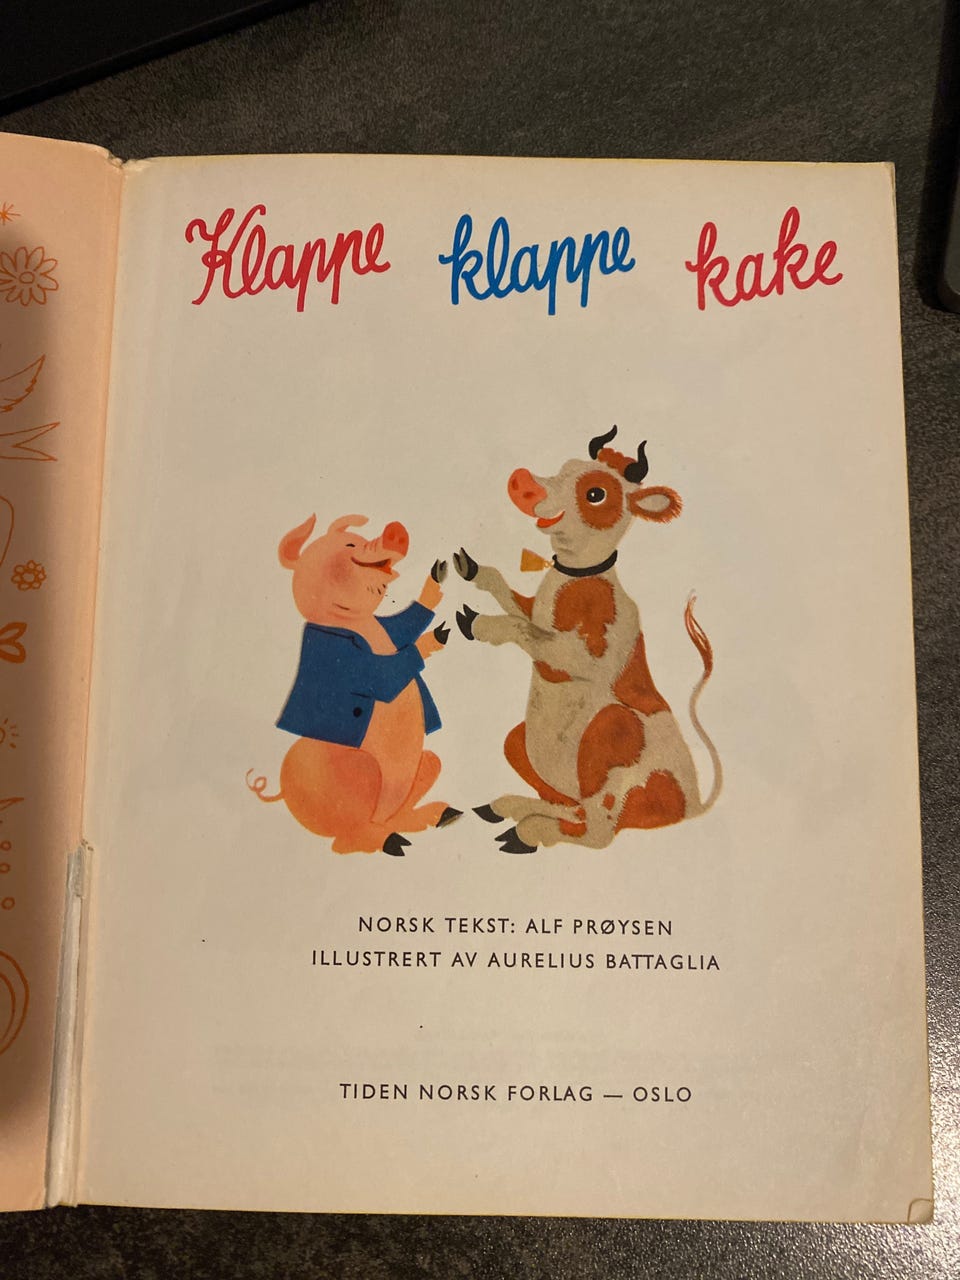 Klappe klappe kake
NORSK TEKST: ALF PRØYSEN
ILLUSTRERT AV AURELIUS BATTAGLIA
TIDEN NORSK FORLAG — OSLO